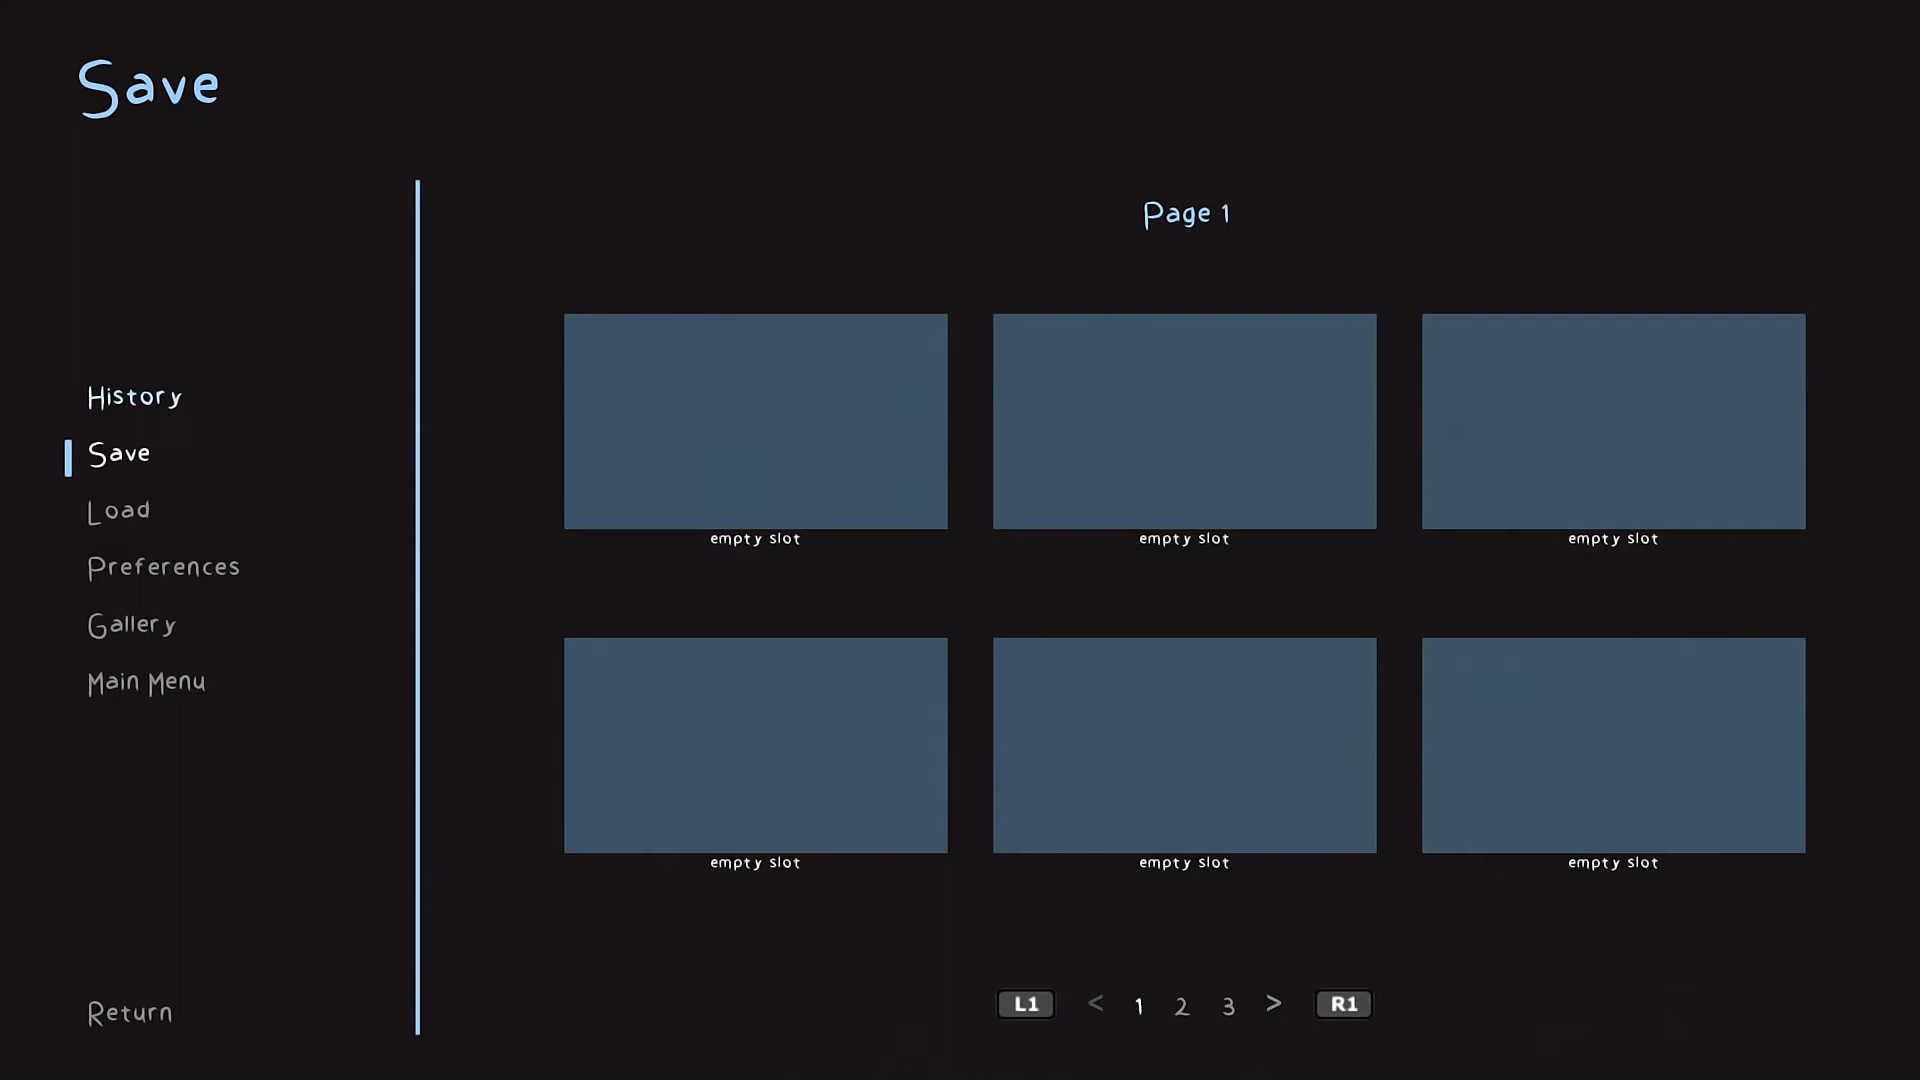 Save
Page 1
History
Save
Load
Preferences
Gallery
Main Menu
Return
empty slot
empty slot
empty slot
empty slot
empty slot
empty slot
L1 < 1 2 3 > R1